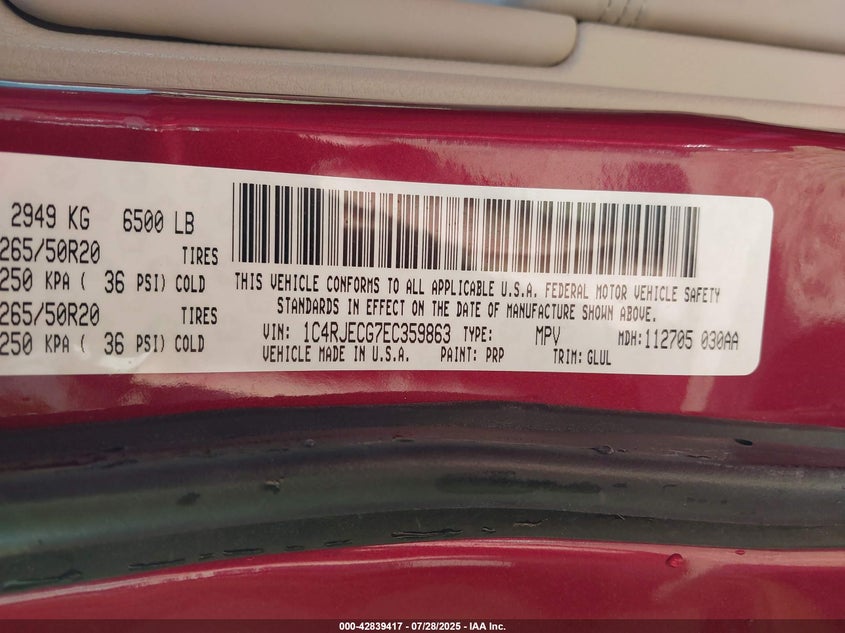 2949 KG 6500 LB
265/50R20 TIRES
250 KPA ( 36 PSI) COLD
265/50R20 TIRES
250 KPA ( 36 PSI) COLD
THIS VEHICLE CONFORMS TO ALL APPLICABLE U.S.A. FEDERAL MOTOR VEHICLE SAFETY
STANDARDS IN EFFECT ON THE DATE OF MANUFACTURE SHOWN ABOVE.
VIN: 1C4RJECG7EC359863 TYPE: MPV MDH:112705 030AA
VEHICLE MADE IN U.S.A. PAINT: PRP TRIM: GLUL
000-42839417 - 07/28/2025 - IAA Inc.